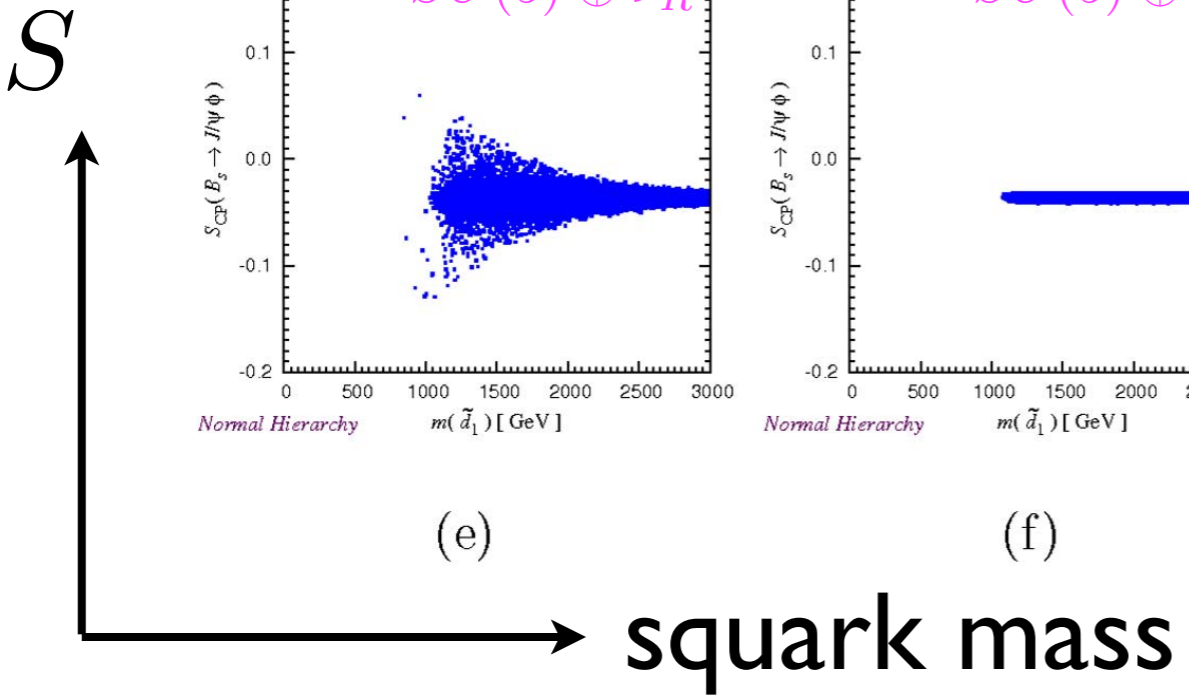 S
0.1
0.0
-0.1
-0.2
S_CP( B_s → J/ψ ϕ )
0 500 1000 1500 2000 2500 3000
Normal Hierarchy
m( d̃_1 ) [ GeV ]
(e)
0.1
0.0
-0.1
-0.2
S_CP( B_s → J/ψ ϕ )
0 500 1000 1500 2000
Normal Hierarchy
m( d̃_1 ) [ GeV ]
(f)
squark mass